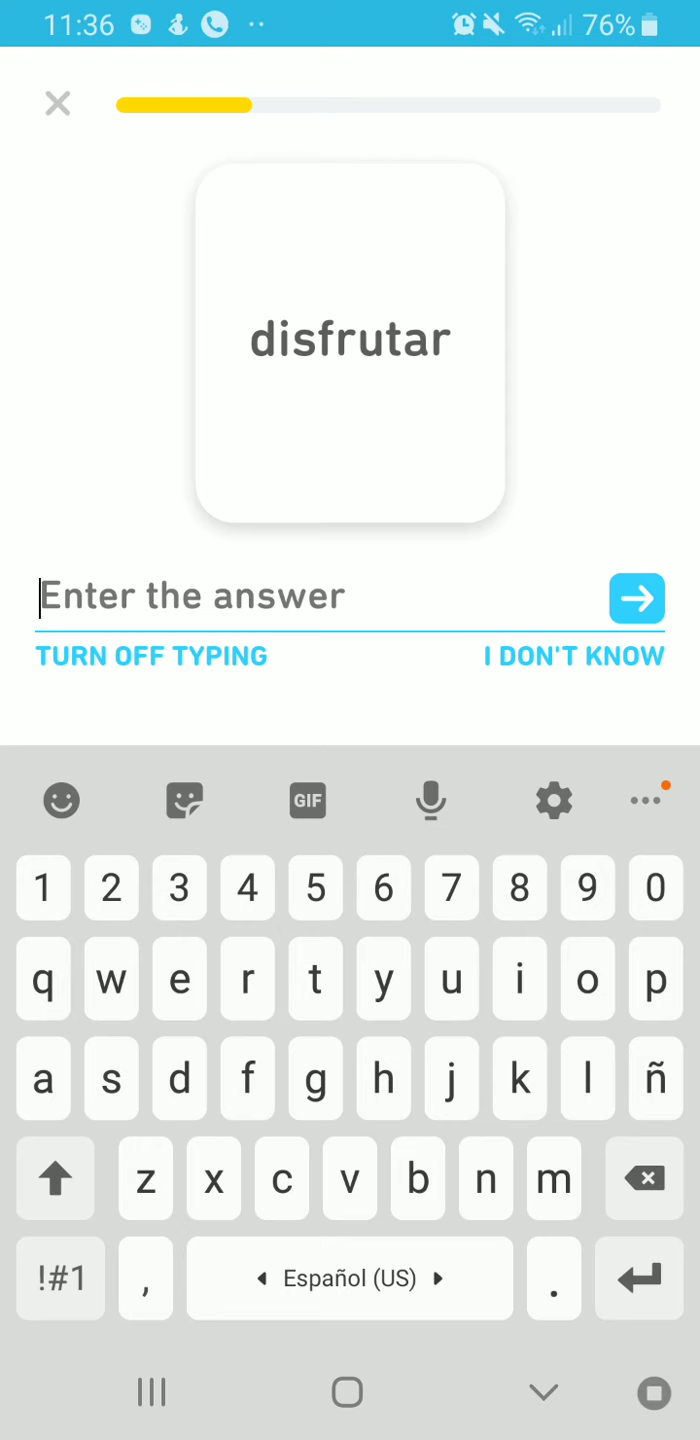 11:36 76%
disfrutar
Enter the answer
TURN OFF TYPING I DON'T KNOW
GIF
1 2 3 4 5 6 7 8 9 0
q w e r t y u i o p
a s d f g h j k l ñ
z x c v b n m
!#1 , Español (US) .